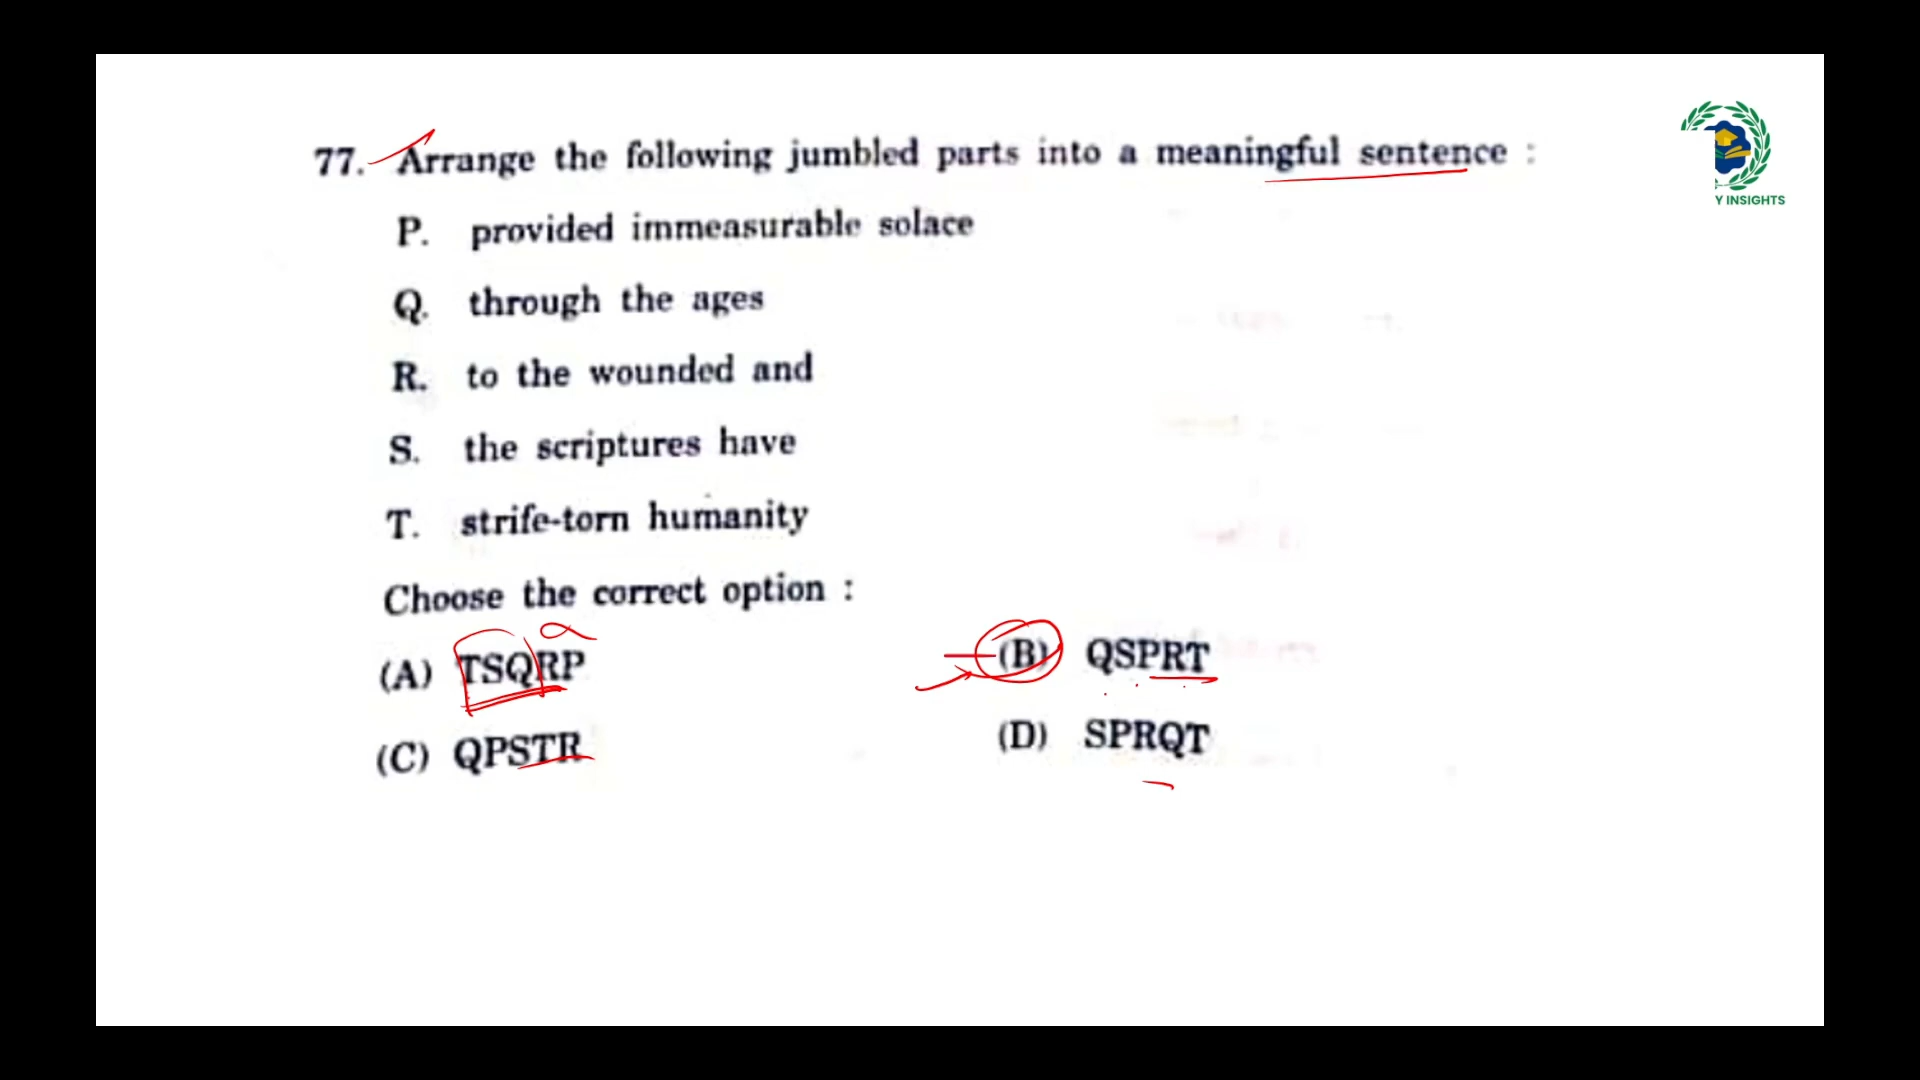 Y INSIGHTS
77. Arrange the following jumbled parts into a meaningful sentence :
P. provided immeasurable solace
Q. through the ages
R. to the wounded and
S. the scriptures have
T. strife-torn humanity
Choose the correct option :
(A) TSQRP
(B) QSPRT
(C) QPSTR
(D) SPRQT